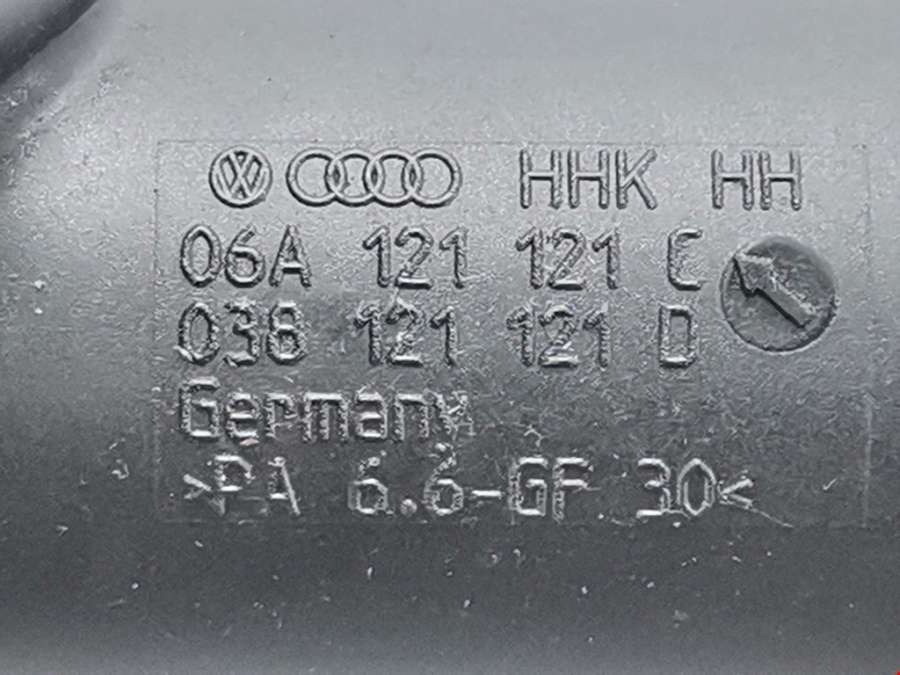 HHK HH
06A 121 121 C
038 121 121 D
Germany
>PA 6.6-GF 30<